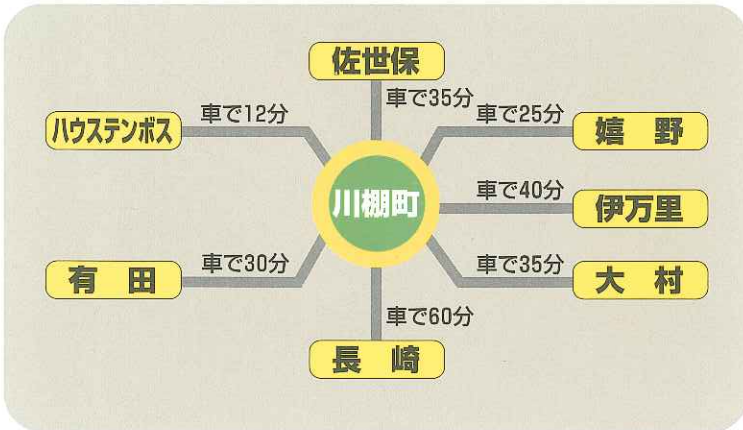 佐世保
車で35分
ハウステンボス
車で12分
車で25分
嬉野
川棚町
車で40分
伊万里
有田
車で30分
車で35分
大村
車で60分
長崎